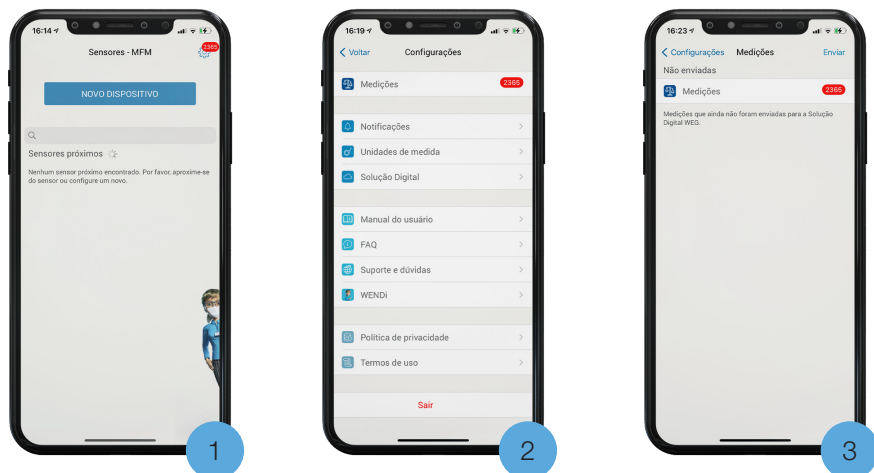 16:14
Sensores - MFM
2365
NOVO DISPOSITIVO
Sensores próximos
Nenhum sensor próximo encontrado. Por favor, aproxime-se
do sensor ou configure um novo.
1
16:19
Voltar
Configurações
Medições
2365
Notificações
Unidades de medida
Solução Digital
Manual do usuário
FAQ
Suporte e dúvidas
WENDi
Política de privacidade
Termos de uso
Sair
2
16:23
Configurações
Medições
Enviar
Não enviadas
Medições
2365
Medições que ainda não foram enviadas para a Solução
Digital WEG.
3